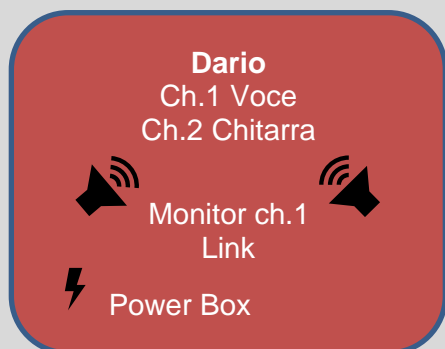 Dario
Ch.1 Voce
Ch.2 Chitarra
Monitor ch.1
Link
Power Box